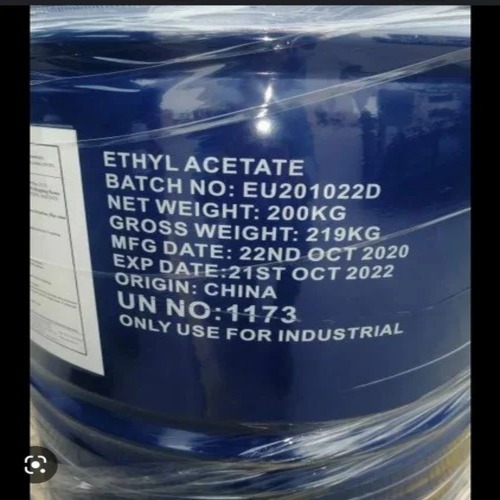 ETHYL ACETATE
BATCH NO: EU201022D
NET WEIGHT: 200KG
GROSS WEIGHT: 219KG
MFG DATE: 22ND OCT 2020
EXP DATE:21ST OCT 2022
ORIGIN: CHINA
UN NO:1173
ONLY USE FOR INDUSTRIAL